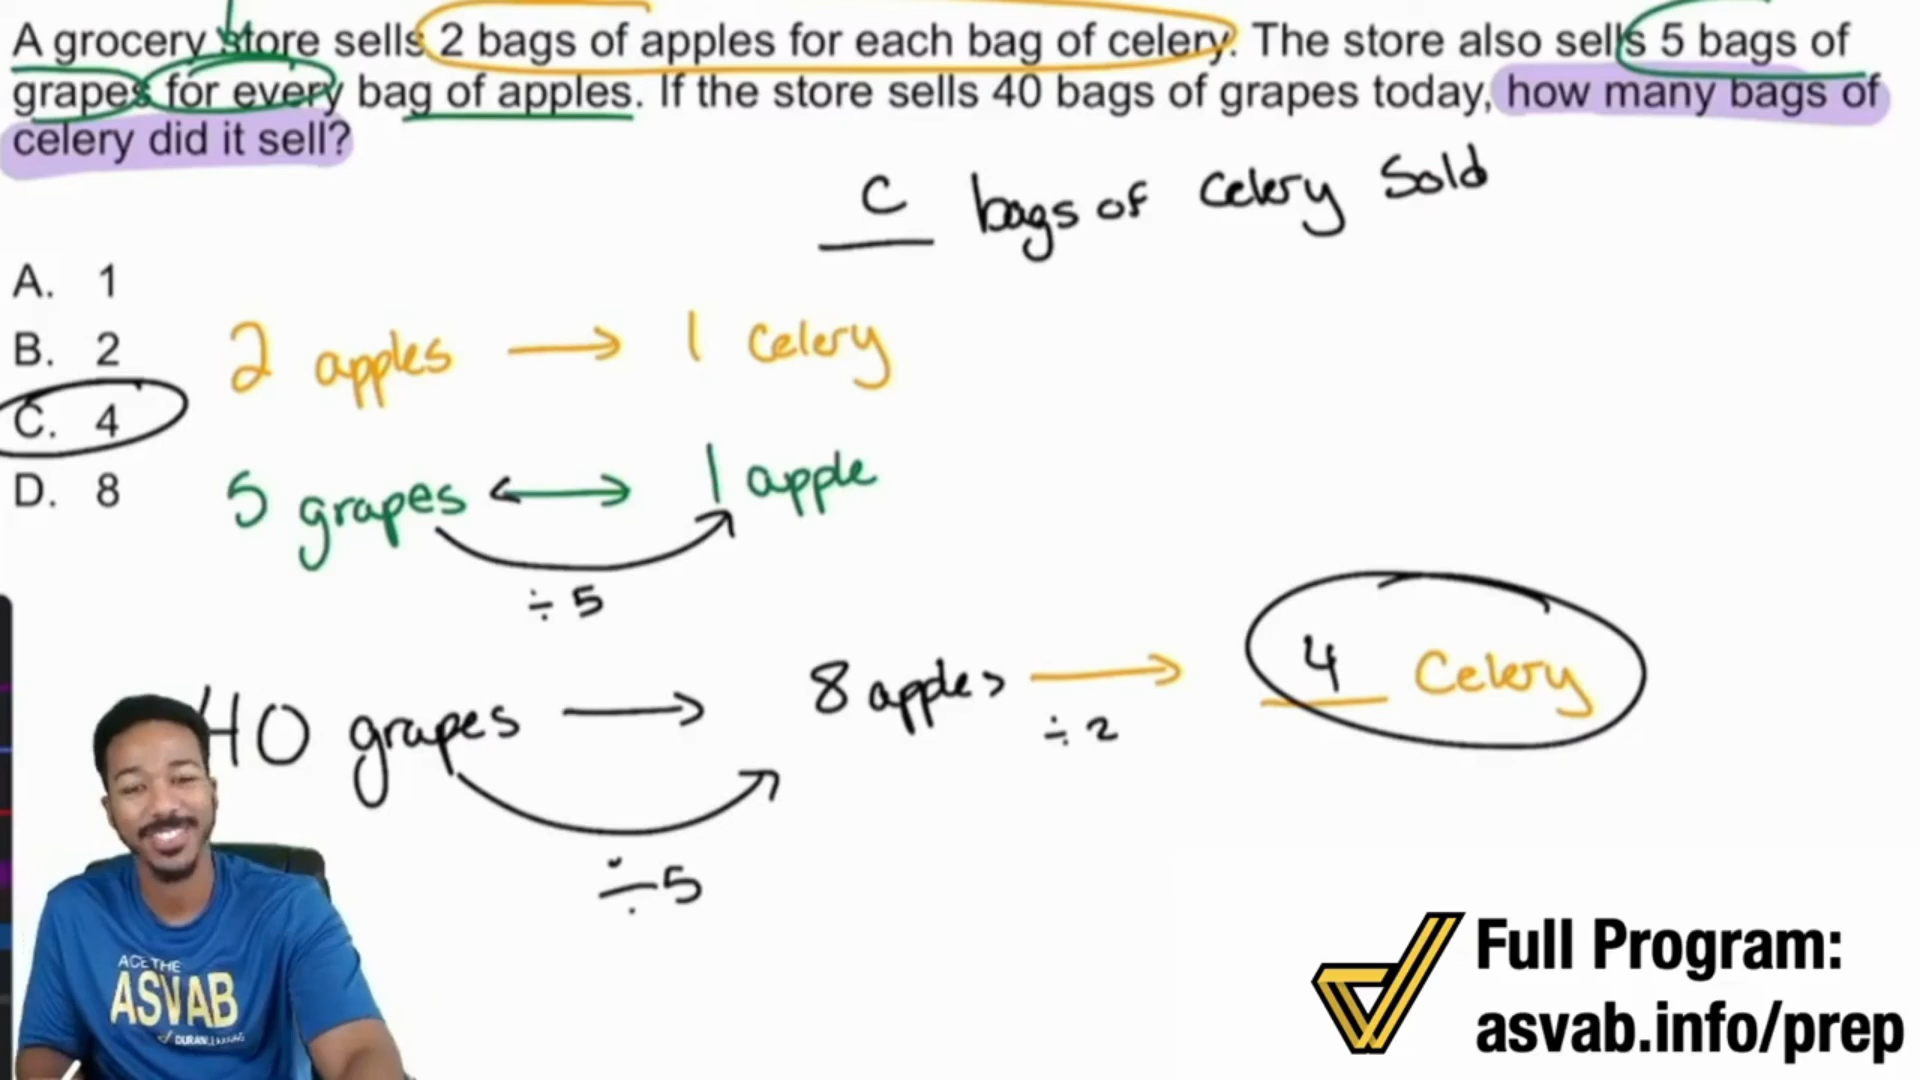 A grocery store sells 2 bags of apples for each bag of celery. The store also sells 5 bags of
grapes for every bag of apples. If the store sells 40 bags of grapes today, how many bags of
celery did it sell?
C bags of Celery Sold
A. 1
B. 2
C. 4
D. 8
2 apples → 1 Celery
5 grapes ↔ 1 apple
÷ 5
40 grapes → 8 apples → 4 Celery
÷ 2
÷5
ACE THE
ASVAB
Full Program:
asvab.info/prep